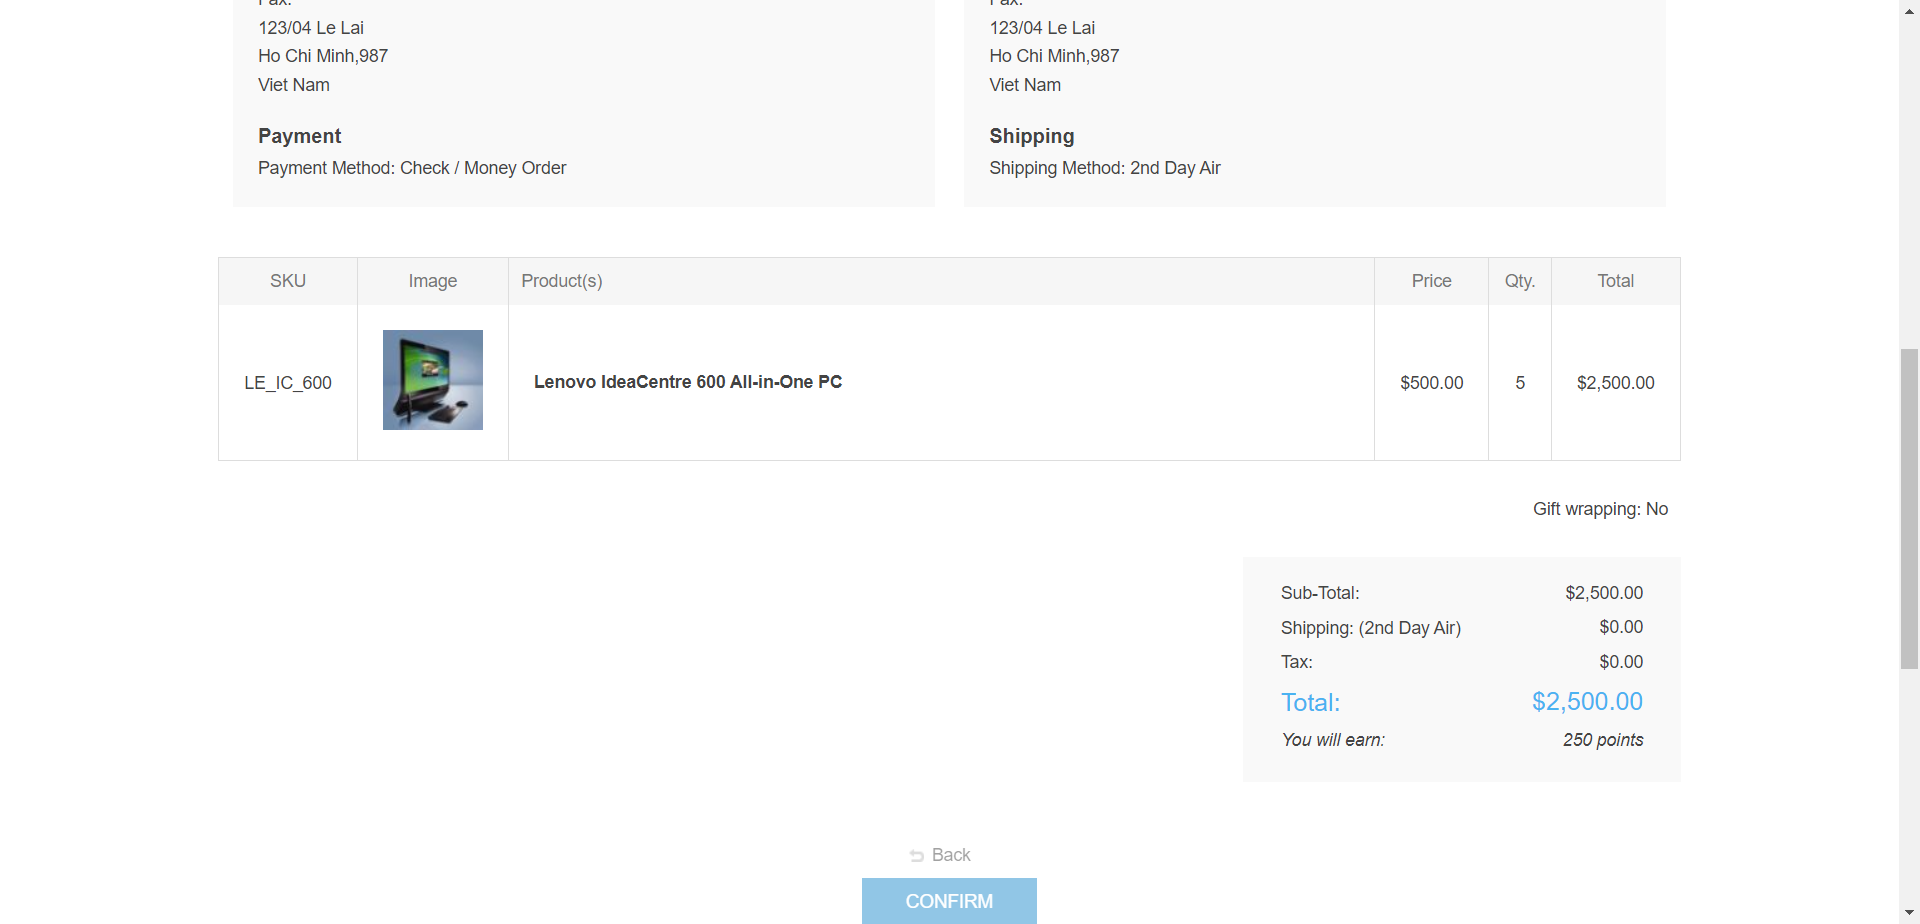 Fax:
123/04 Le Lai
Ho Chi Minh,987
Viet Nam
Payment
Payment Method: Check / Money Order
Fax:
123/04 Le Lai
Ho Chi Minh,987
Viet Nam
Shipping
Shipping Method: 2nd Day Air
SKU Image Product(s) Price Qty. Total
LE_IC_600 Lenovo IdeaCentre 600 All-in-One PC $500.00 5 $2,500.00
Gift wrapping: No
Sub-Total: $2,500.00
Shipping: (2nd Day Air) $0.00
Tax: $0.00
Total: $2,500.00
You will earn: 250 points
Back
CONFIRM